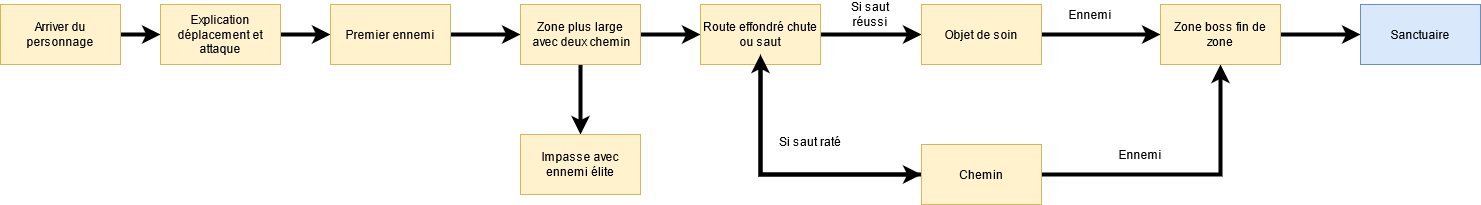 Arriver du
personnage
Explication
déplacement et
attaque
Premier ennemi
Zone plus large
avec deux chemin
Route effondré chute
ou saut
Si saut
réussi
Objet de soin
Ennemi
Zone boss fin de
zone
Sanctuaire
Impasse avec
ennemi élite
Si saut raté
Chemin
Ennemi